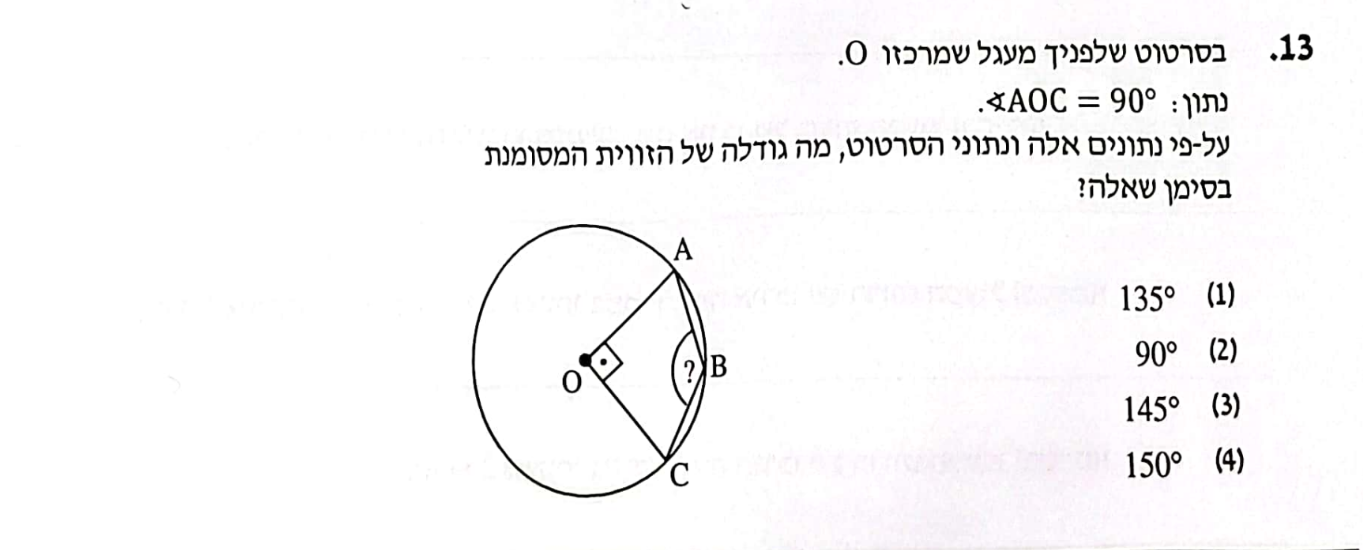 13. בסרטוט שלפניך מעגל שמרכזו O.
נתון: ∢AOC = 90°.
על-פי נתונים אלה ונתוני הסרטוט, מה גודלה של הזווית המסומנת
בסימן שאלה?
A
O
?
B
C
(1) 135°
(2) 90°
(3) 145°
(4) 150°